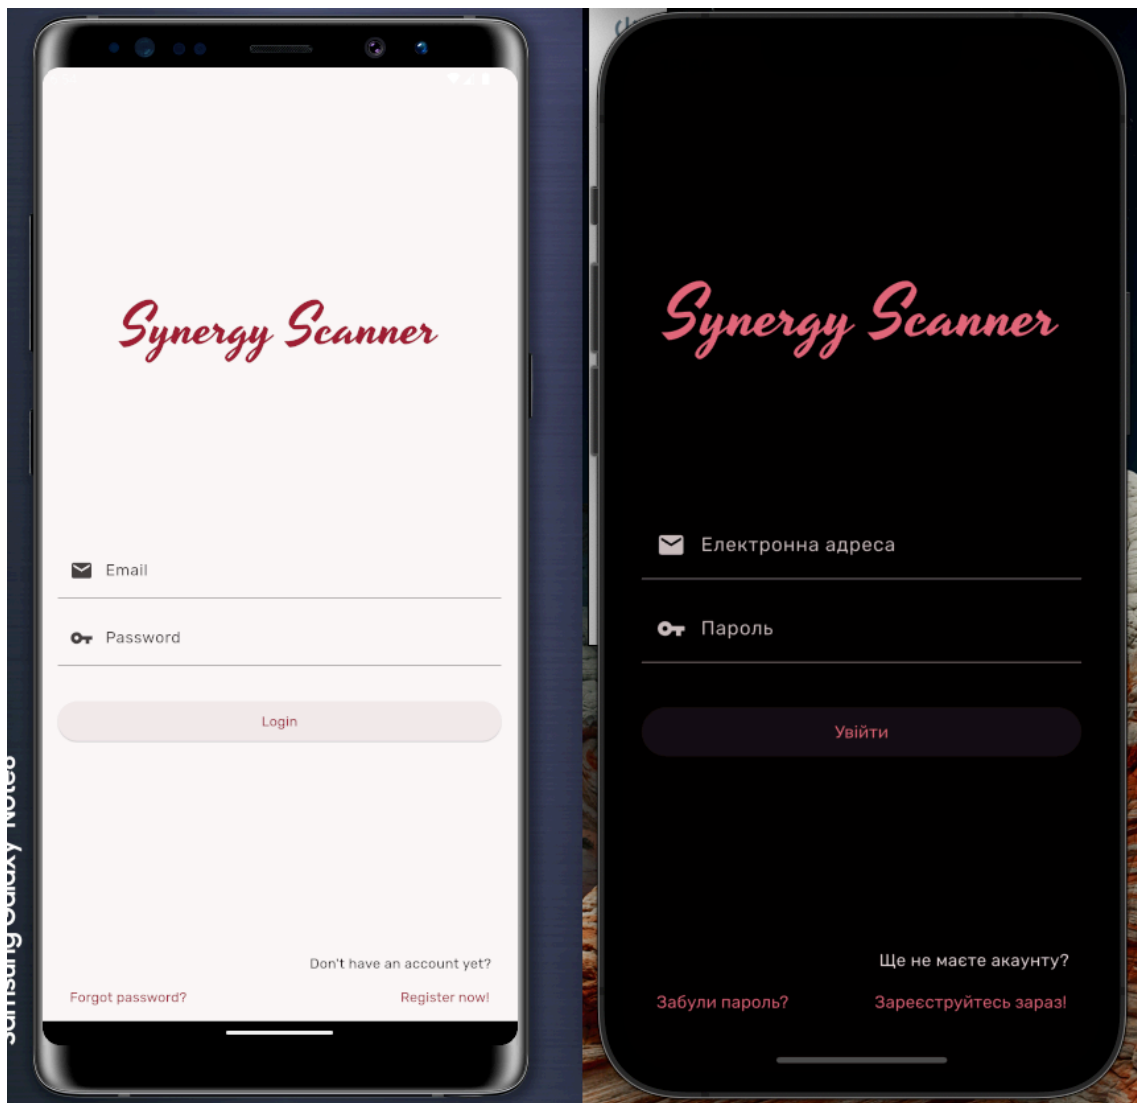 Synergy Scanner
Email
Password
Login
Don't have an account yet?
Forgot password?
Register now!
Samsung Galaxy Note8
Synergy Scanner
Електронна адреса
Пароль
Увійти
Ще не маєте акаунту?
Забули пароль?
Зареєструйтесь зараз!